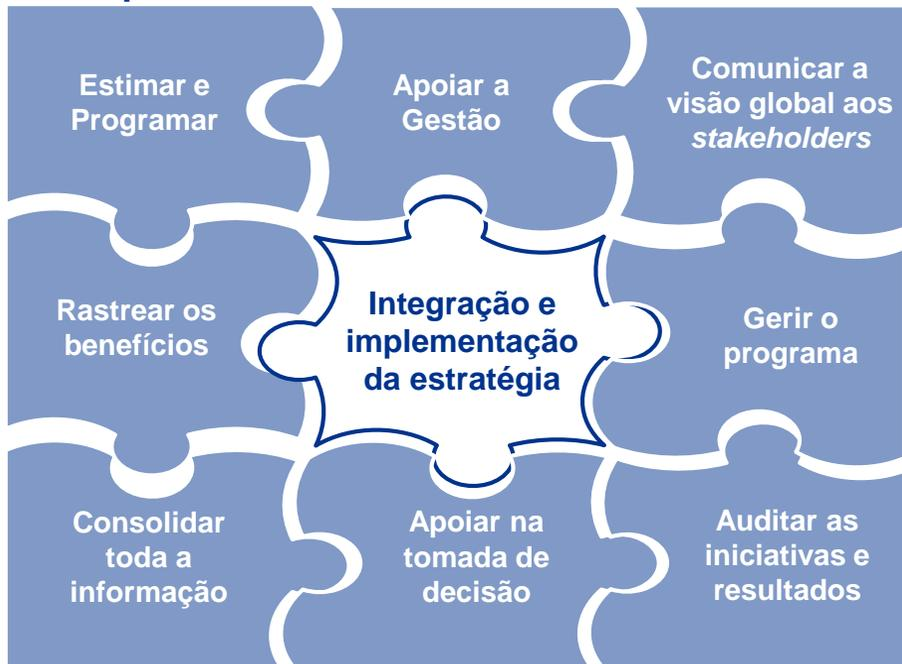 Estimar e
Programar
Apoiar a
Gestão
Comunicar a
visão global aos
stakeholders
Rastrear os
benefícios
Integração e
implementação
da estratégia
Gerir o
programa
Consolidar
toda a
informação
Apoiar na
tomada de
decisão
Auditar as
iniciativas e
resultados